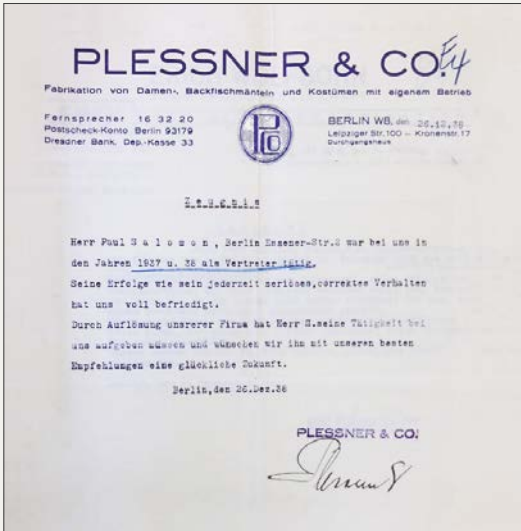 PLESSNER & CO.
E4
Fabrikation von Damen-, Backfischmänteln und Kostümen mit eigenem Betrieb
Fernsprecher 16 32 20
Postscheck-Konto Berlin 93179
Dresdner Bank, Dep.-Kasse 33
PCO
BERLIN W8, den 26.12.38.
Leipziger Str. 100 – Kronenstr. 17
Durchgangshaus
Zeugnis
Herr Paul Salomon, Berlin Essener-Str.2 war bei uns in
den Jahren 1937 u. 38 als Vertreter tätig.
Seine Erfolge wie sein jederzeit seriöses,correktes Verhalten
hat uns voll befriedigt.
Durch Auflösung unsrerer Firma hat Herr S.seine Tätigkeit bei
uns aufgeben müssen und wünschen wir ihm mit unseren besten
Empfehlungen eine glückliche Zukunft.
Berlin,den 26.Dez.38
PLESSNER & CO.